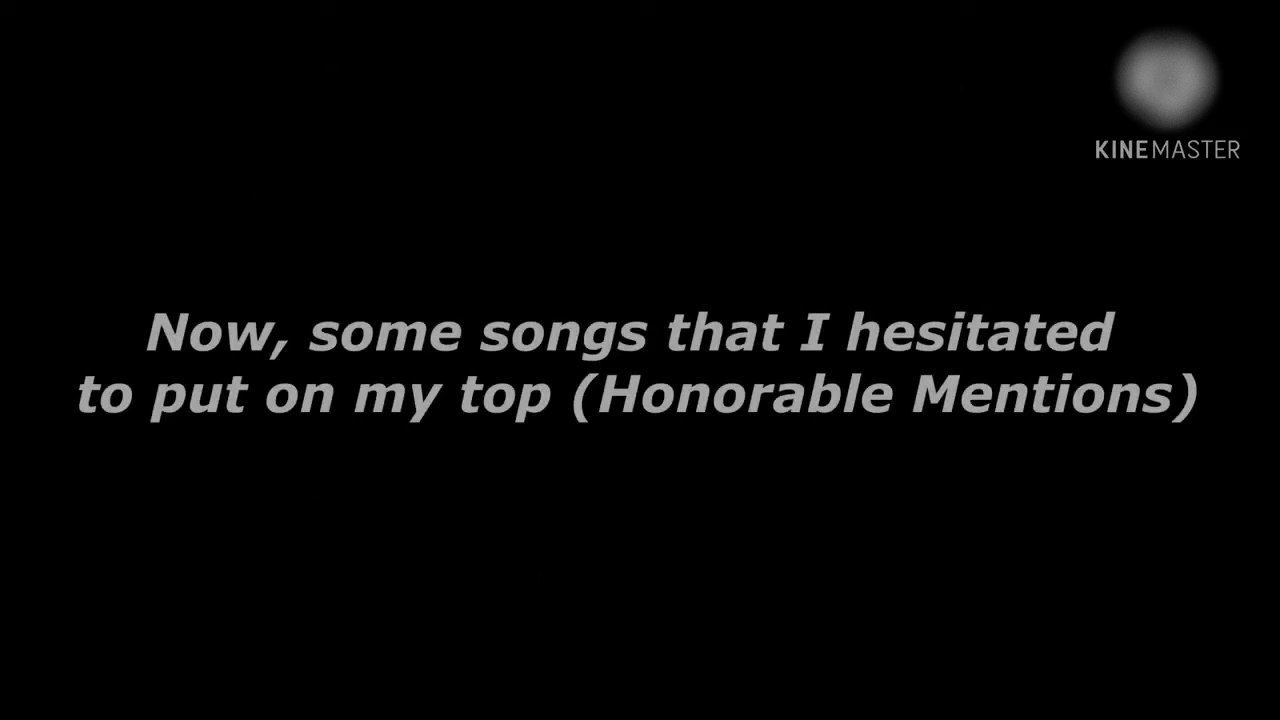 KINEMASTER
Now, some songs that I hesitated
to put on my top (Honorable Mentions)